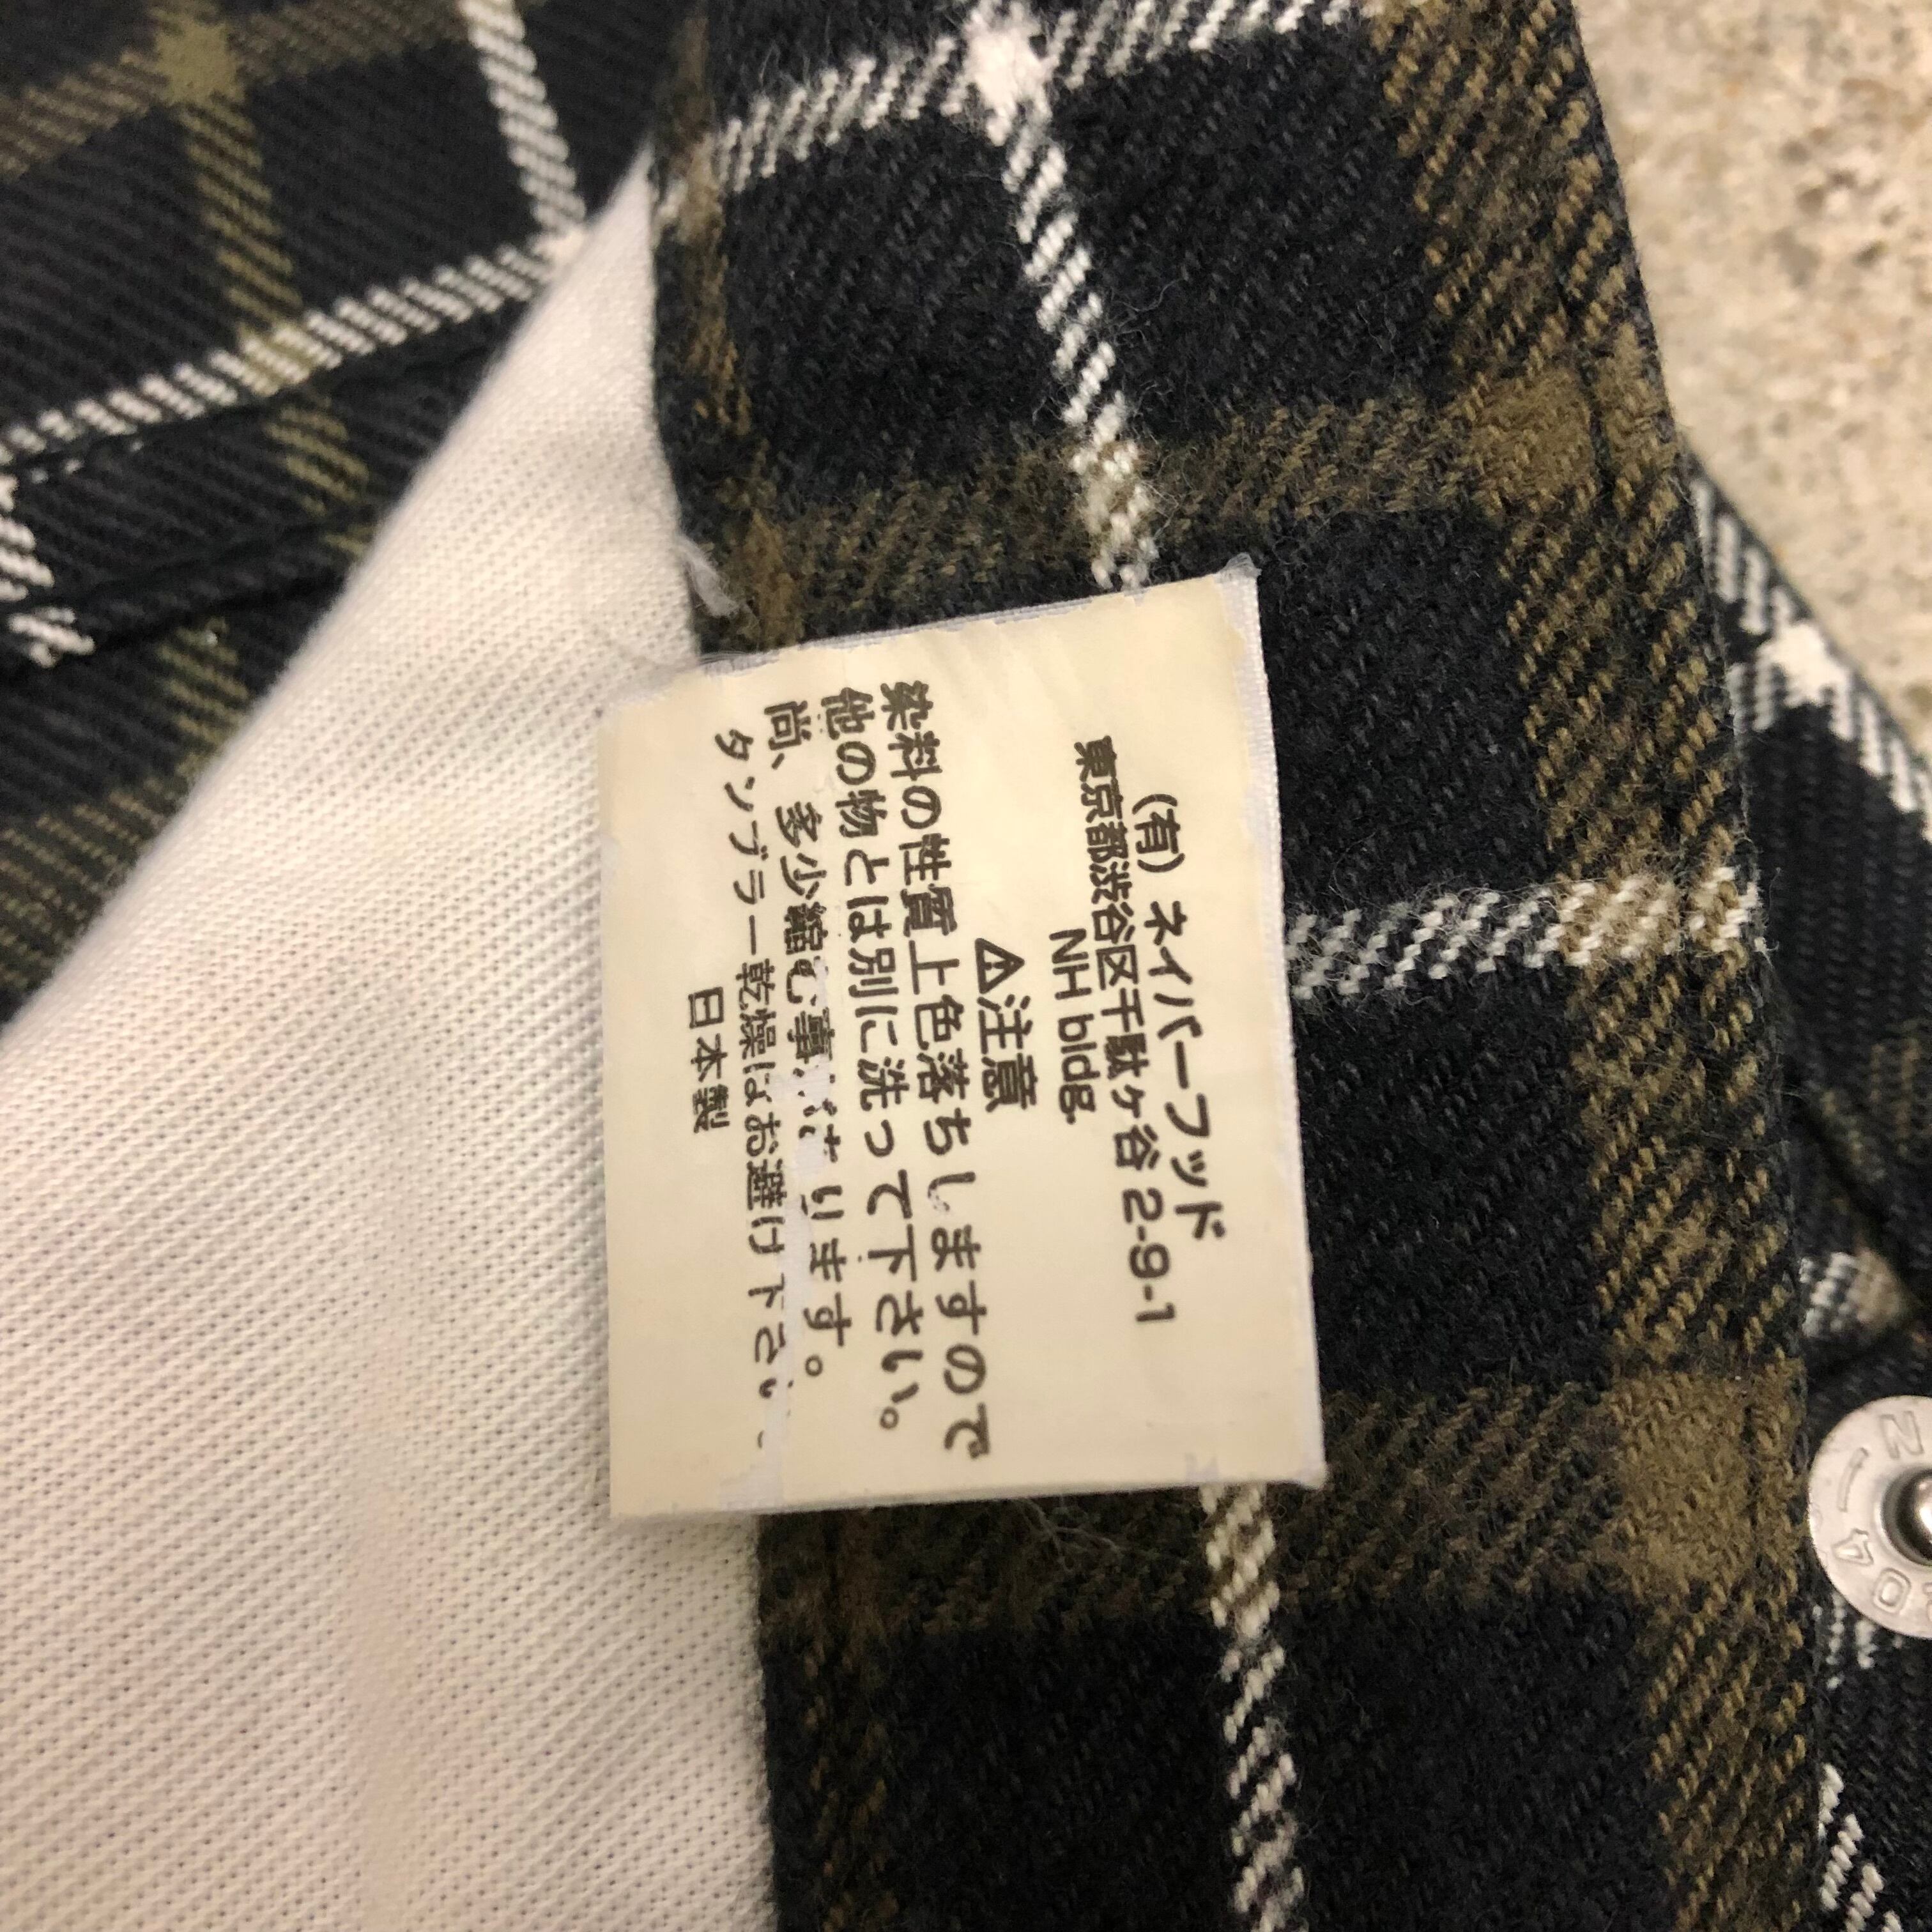 (有) ネイバーフッド
東京都渋谷区千駄ヶ谷 2-9-1
NH bldg.
⚠注意
染料の性質上色落ちしますので
他の物とは別に洗って下さい。
尚、多少縮む事があります。
タンブラー乾燥はお避け下さい。
日本製